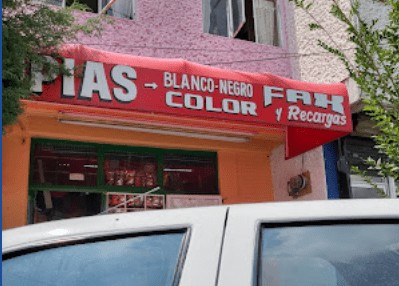 PIAS - BLANCO-NEGRO
COLOR
FAX
y Recargas